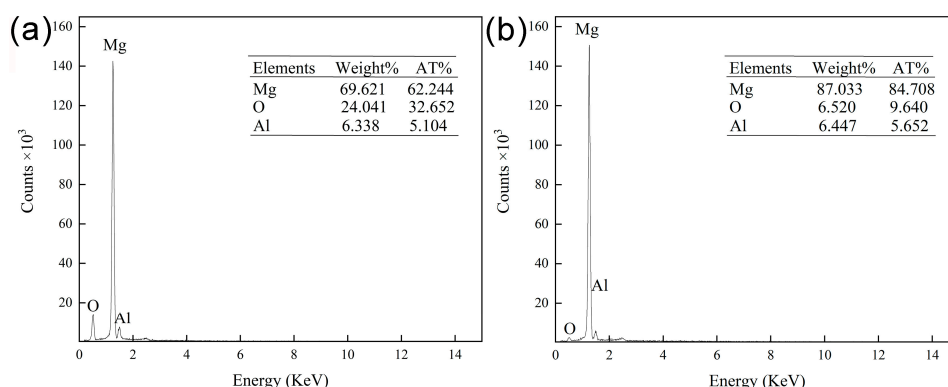 (a)
160
140
120
100
80
60
40
20
Counts ×10³
Mg
O
Al
Elements Weight% AT%
Mg 69.621 62.244
O 24.041 32.652
Al 6.338 5.104
0 2 4 6 8 10 12 14
Energy (KeV)
(b)
160
140
120
100
80
60
40
20
Counts ×10³
Mg
Al
O
Elements Weight% AT%
Mg 87.033 84.708
O 6.520 9.640
Al 6.447 5.652
0 2 4 6 8 10 12 14
Energy (KeV)